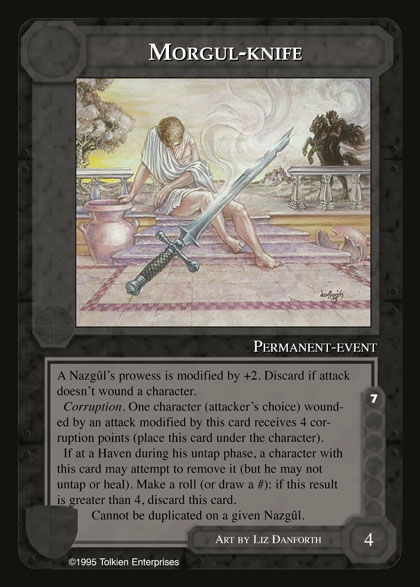 Morgul-knife
Permanent-event
A Nazgûl's prowess is modified by +2. Discard if attack
doesn't wound a character.
Corruption. One character (attacker's choice) wound-
ed by an attack modified by this card receives 4 cor-
ruption points (place this card under the character).
If at a Haven during his untap phase, a character with
this card may attempt to remove it (but he may not
untap or heal). Make a roll (or draw a #): if this result
is greater than 4, discard this card.
Cannot be duplicated on a given Nazgûl.
7
Art by Liz Danforth
4
©1995 Tolkien Enterprises